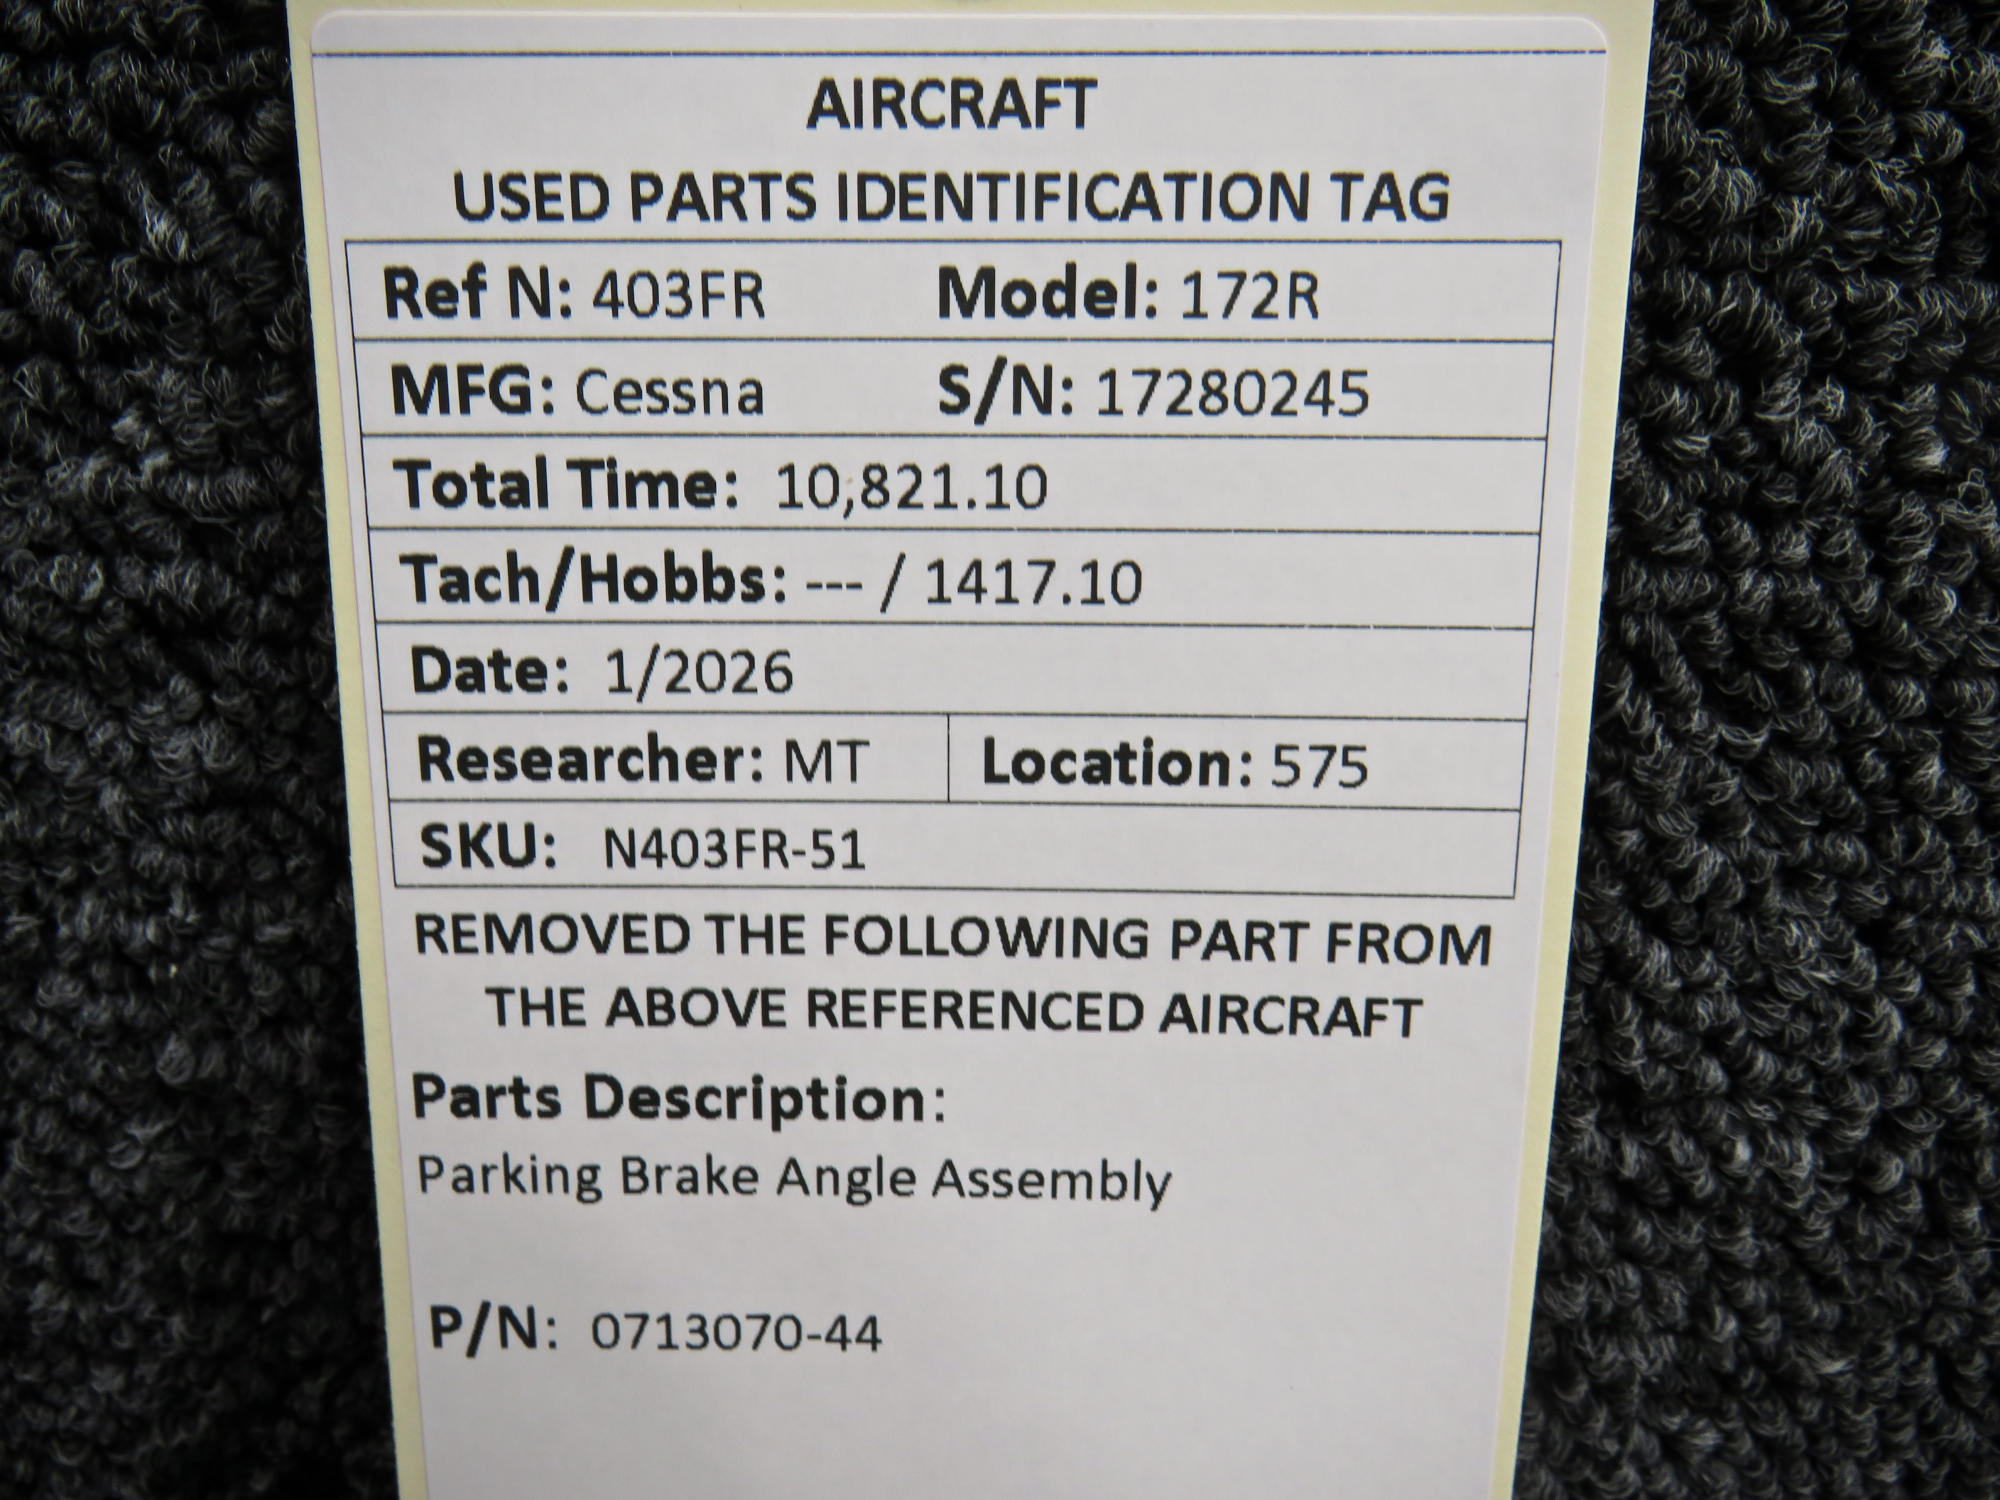 AIRCRAFT
USED PARTS IDENTIFICATION TAG
Ref N: 403FR Model: 172R
MFG: Cessna S/N: 17280245
Total Time: 10,821.10
Tach/Hobbs: --- / 1417.10
Date: 1/2026
Researcher: MT Location: 575
SKU: N403FR-51
REMOVED THE FOLLOWING PART FROM
THE ABOVE REFERENCED AIRCRAFT
Parts Description:
Parking Brake Angle Assembly
P/N: 0713070-44